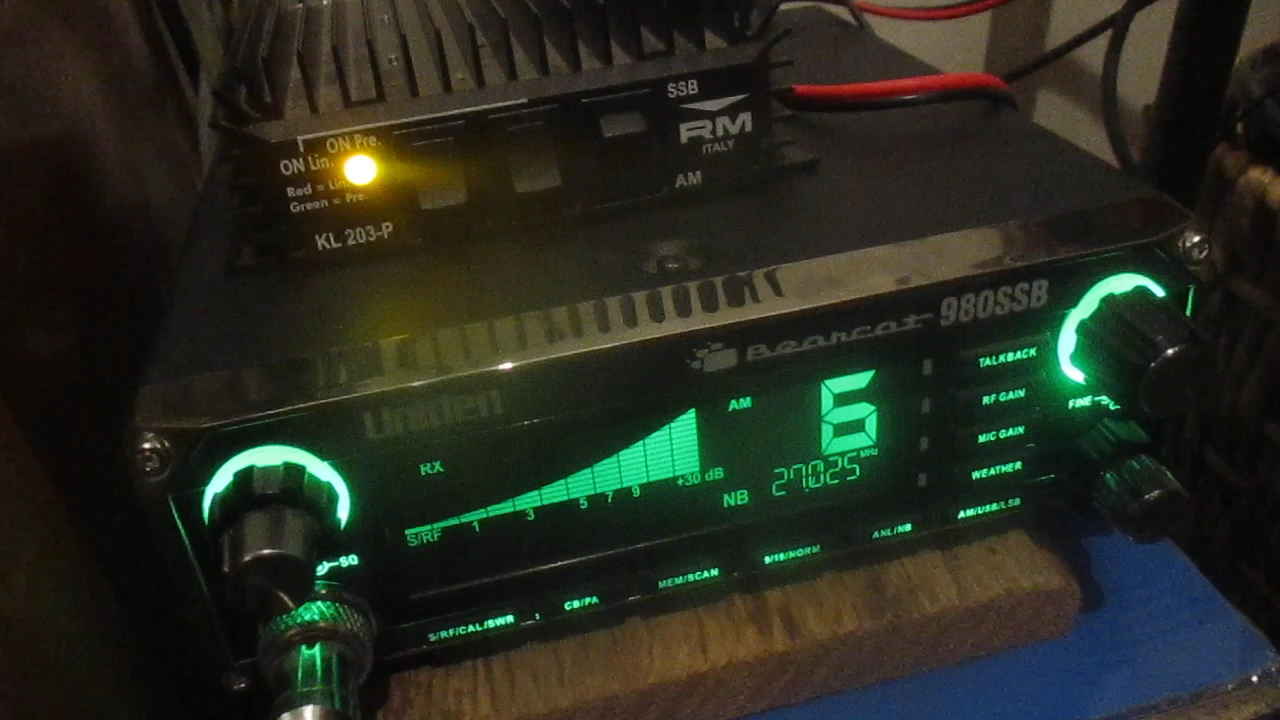 SSB
RM
ITALY
AM
ON Pre.
ON Lin.
Red = Lin.
Green = Pre
KL 203-P
Uniden
Bearcat 980SSB
TALKBACK
RF GAIN
MIC GAIN
WEATHER
AM/USB/LSB
FINE
RX
AM
6
MHz
27.025
NB
+30 dB
S/RF
1 3 5 7 9
SQ
S/RF/CAL/SWR
CB/PA
MEM/SCAN
9/19/NORM
ANL/NB